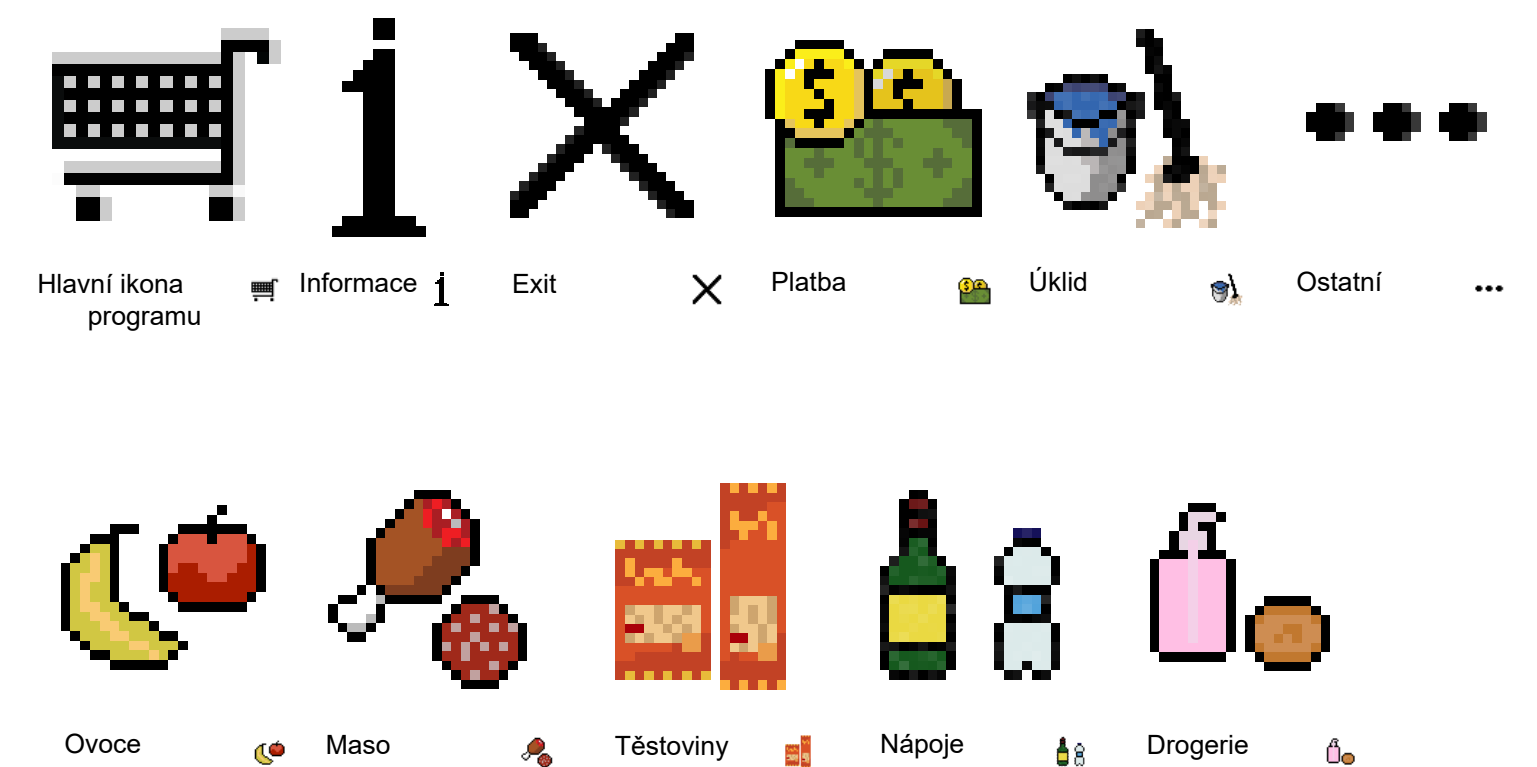 Hlavní ikona
programu
Informace
Exit
Platba
Úklid
Ostatní
Ovoce
Maso
Těstoviny
Nápoje
Drogerie